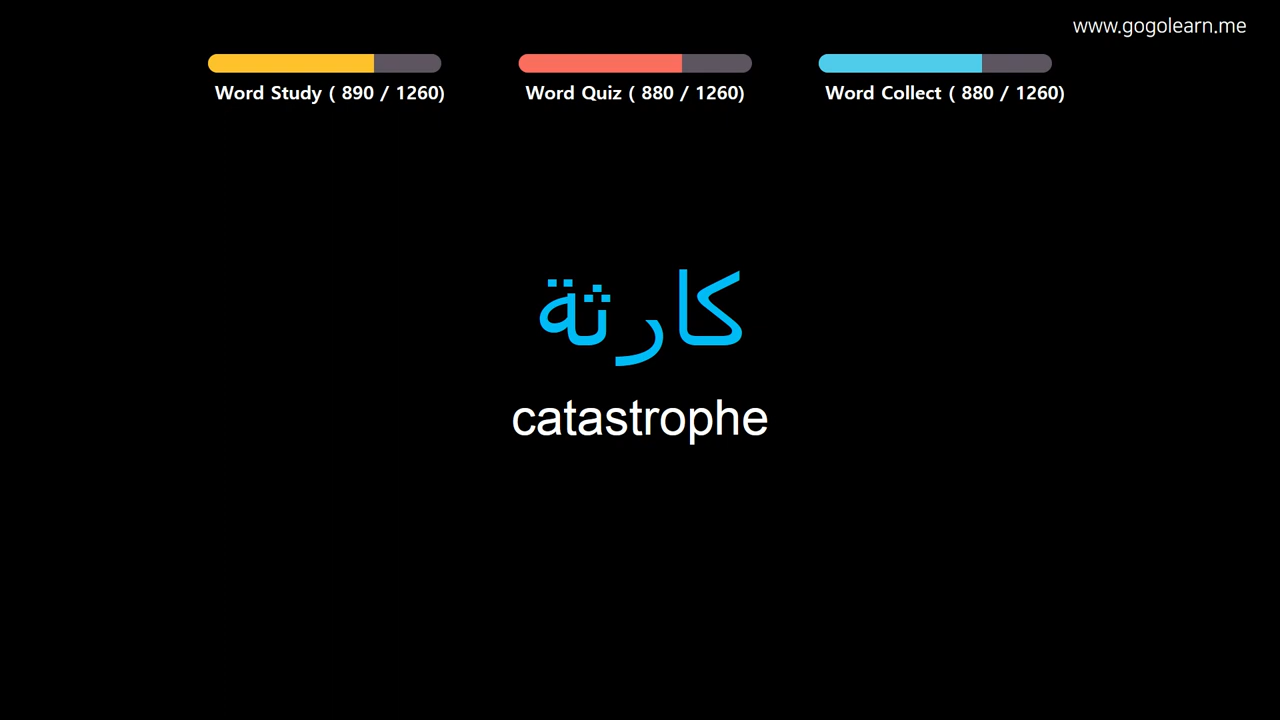 www.gogolearn.me
Word Study ( 890 / 1260)
Word Quiz ( 880 / 1260)
Word Collect ( 880 / 1260)
كارثة
catastrophe